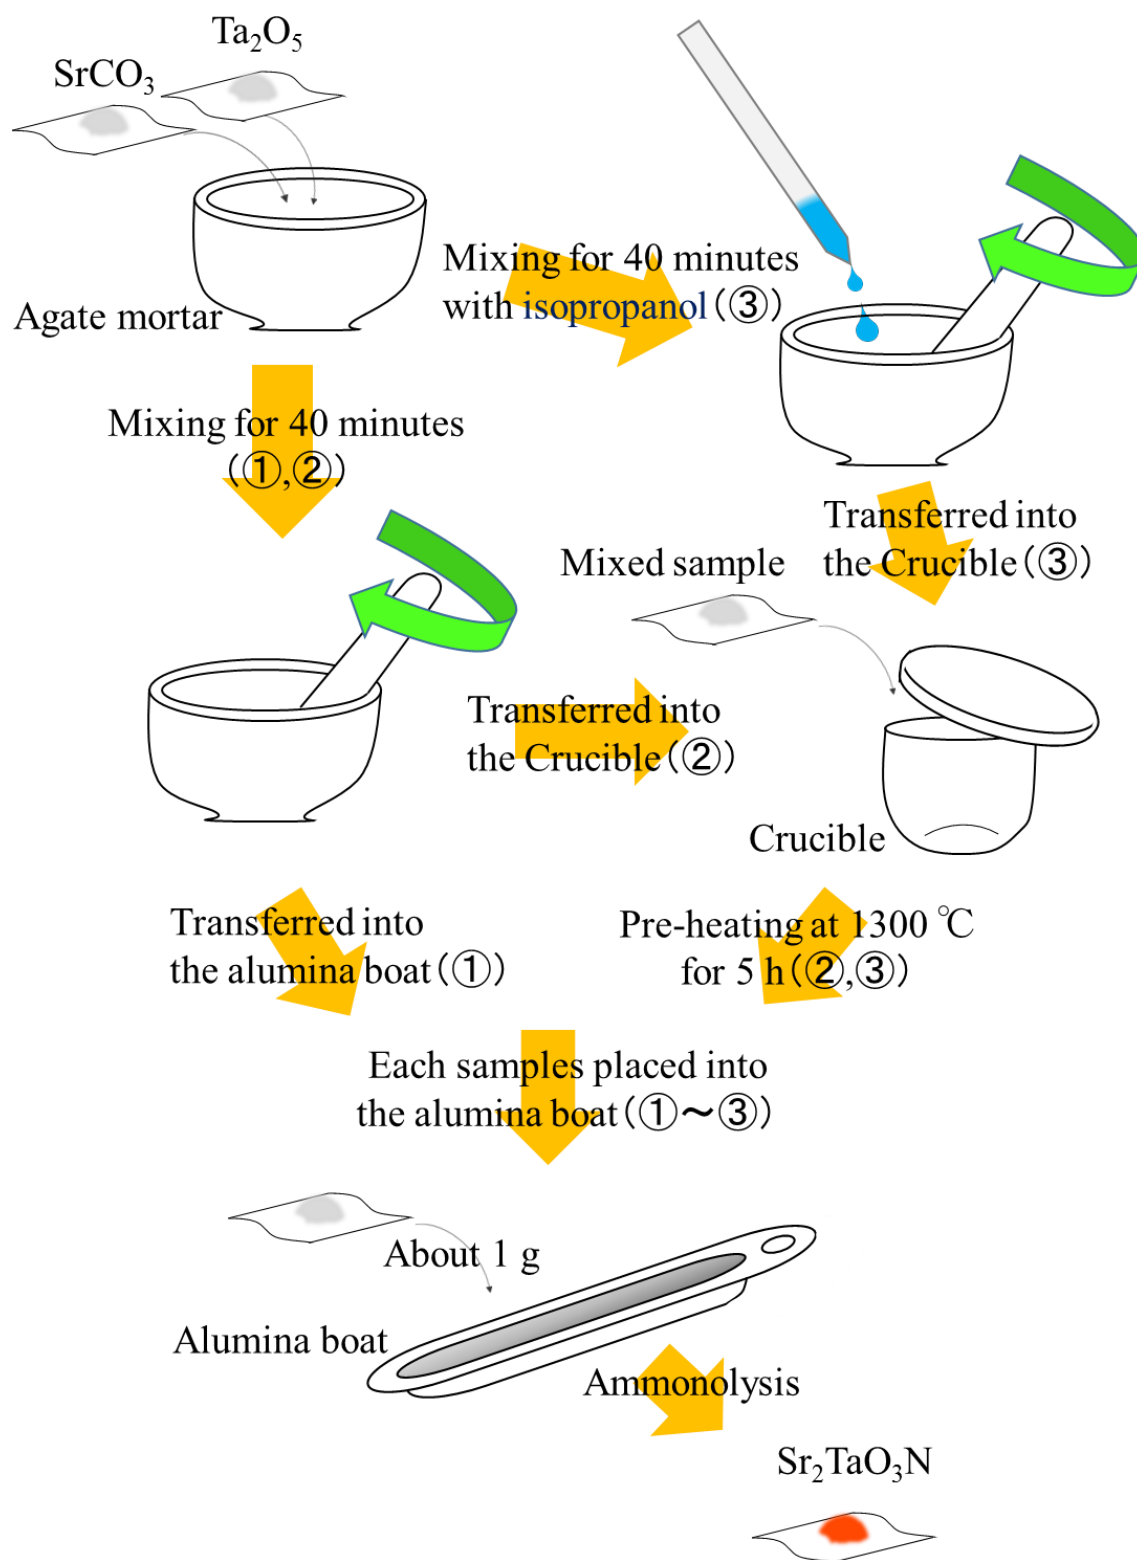 Ta₂O₅
SrCO₃
Agate mortar
Mixing for 40 minutes
with isopropanol(③)
Mixing for 40 minutes
(①,②)
Transferred into
the Crucible(③)
Mixed sample
Transferred into
the Crucible(②)
Crucible
Transferred into
the alumina boat(①)
Pre-heating at 1300 ℃
for 5 h(②,③)
Each samples placed into
the alumina boat(①～③)
About 1 g
Alumina boat
Ammonolysis
Sr₂TaO₃N